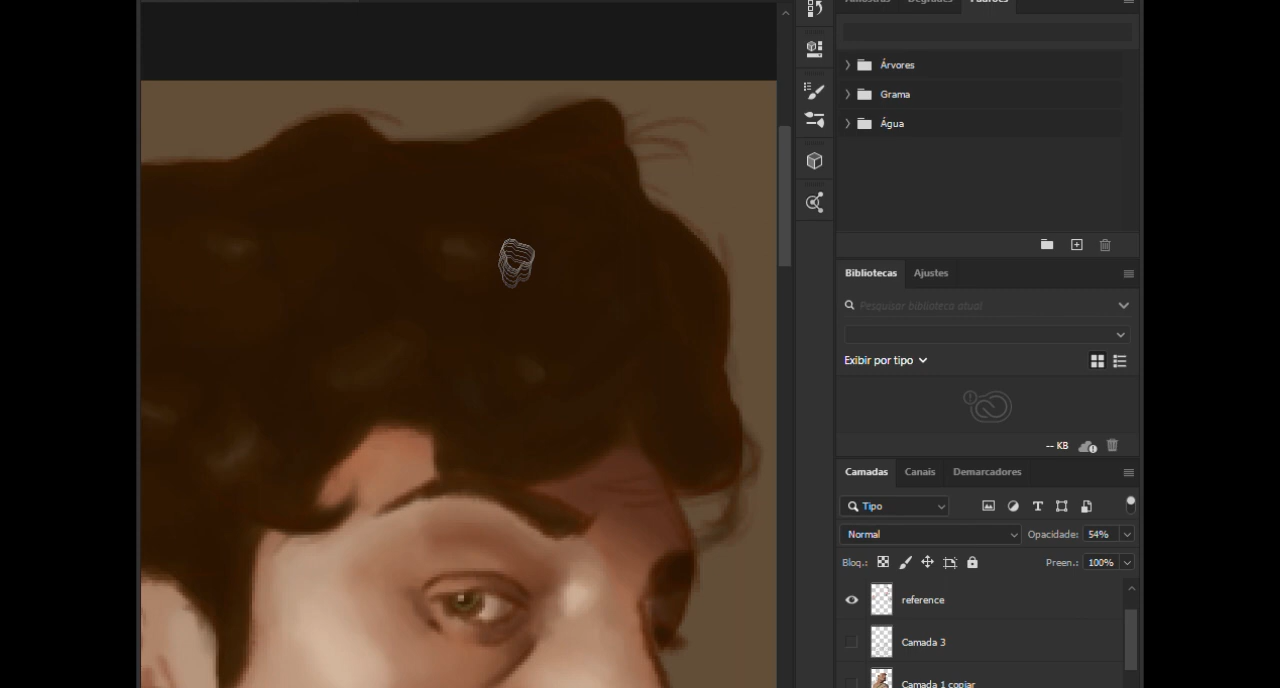 Padrões
Árvores
Grama
Água
Bibliotecas Ajustes
Pesquisar biblioteca atual
Exibir por tipo
-- KB
Camadas Canais Demarcadores
Tipo
Normal Opacidade: 54%
Bloq.: Preen.: 100%
reference
Camada 3
Camada 1 copiar